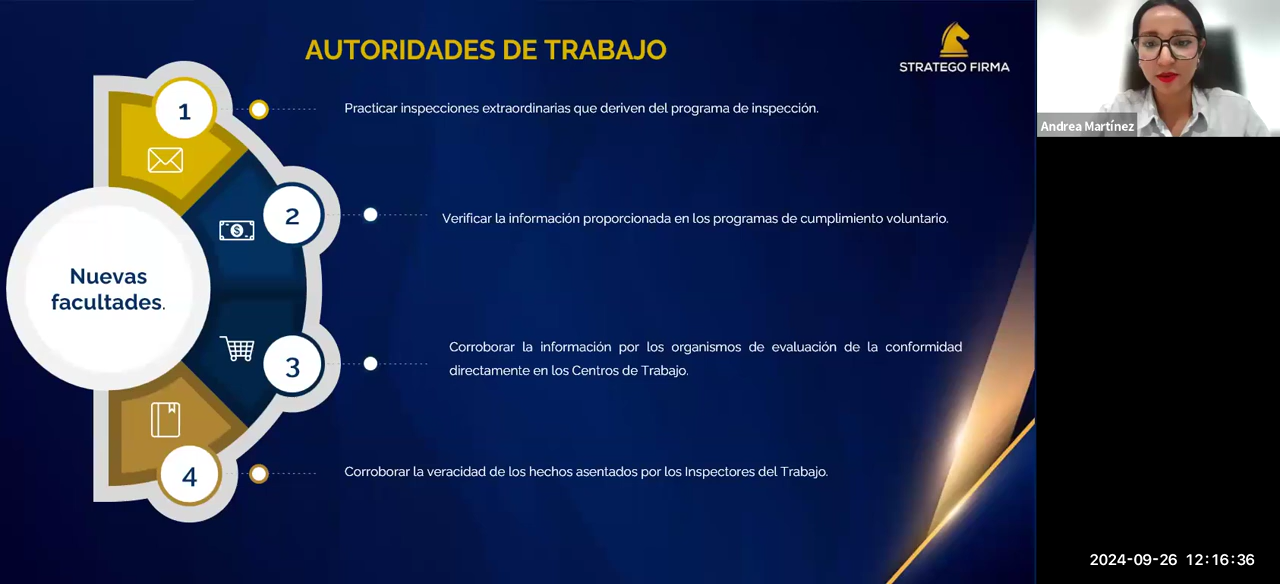 AUTORIDADES DE TRABAJO
STRATEGO FIRMA
Andrea Martínez
1
Practicar inspecciones extraordinarias que deriven del programa de inspección.
2
Verificar la información proporcionada en los programas de cumplimiento voluntario.
Nuevas
facultades.
3
Corroborar la información por los organismos de evaluación de la conformidad
directamente en los Centros de Trabajo.
4
Corroborar la veracidad de los hechos asentados por los Inspectores del Trabajo.
2024-09-26 12:16:36